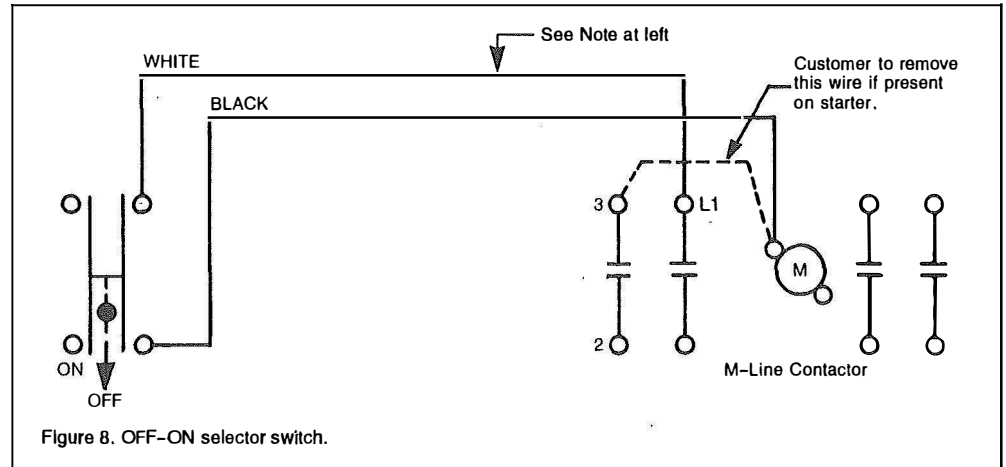 See Note at left
WHITE
Customer to remove
this wire if present
on starter.
BLACK
3
L1
M
2
ON
M-Line Contactor
OFF
Figure 8. OFF-ON selector switch.